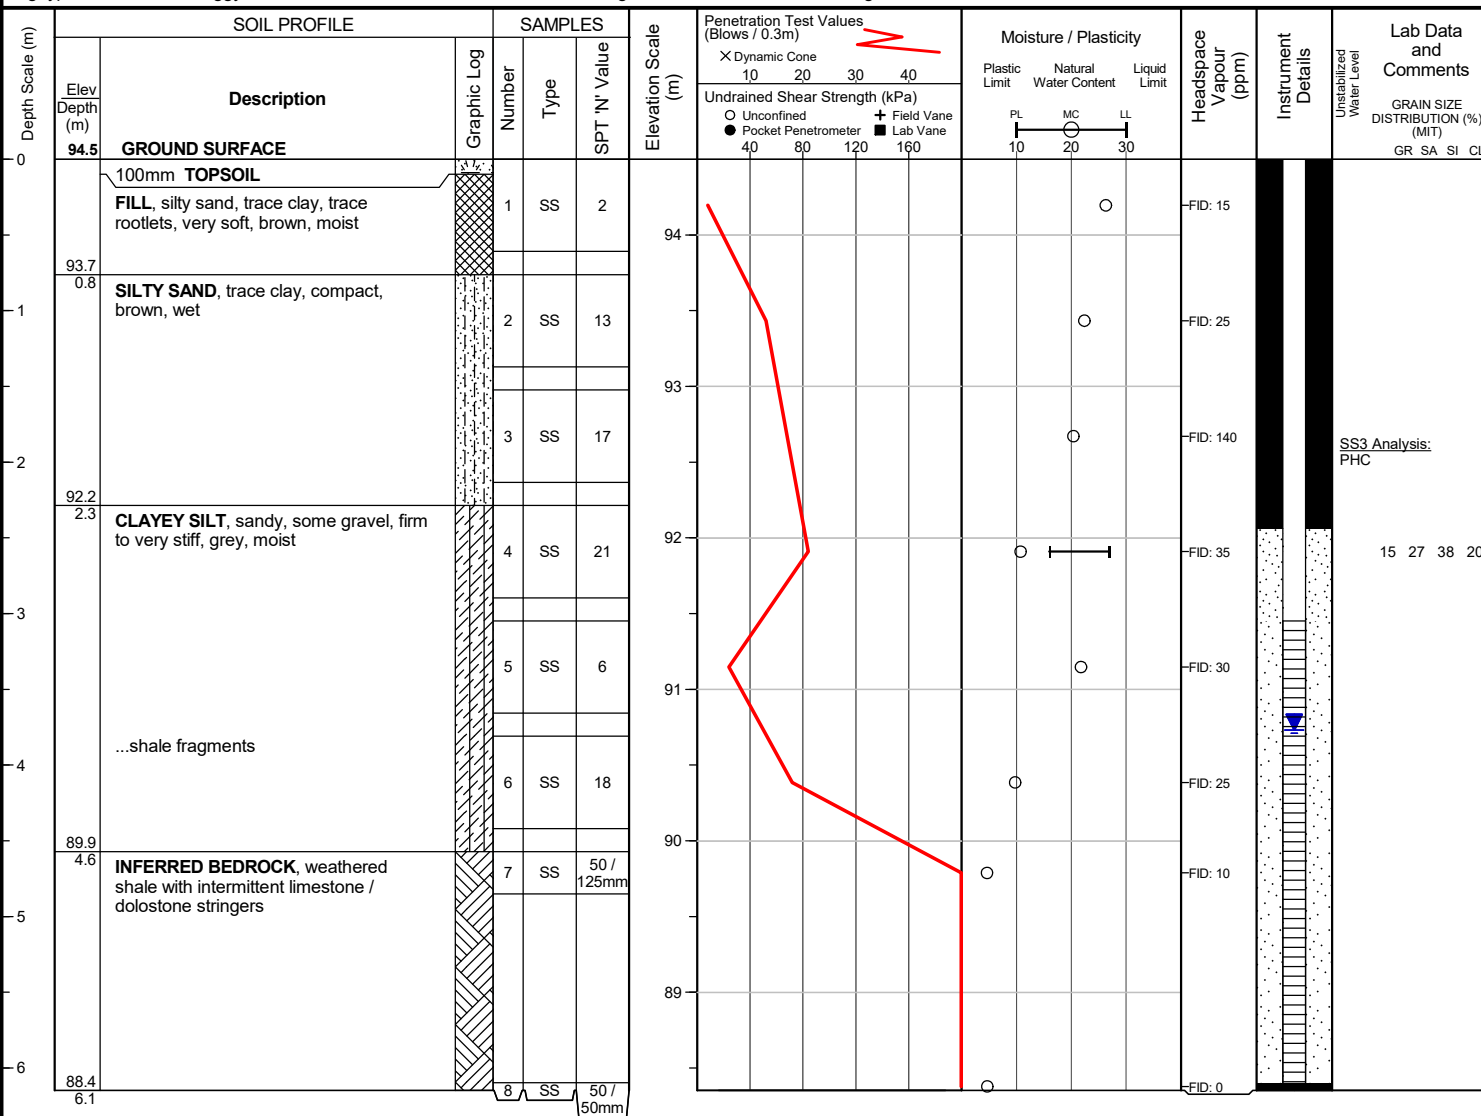 SOIL PROFILE
SAMPLES
Depth Scale (m)
Elev
Depth
(m)
94.5
Description
GROUND SURFACE
Graphic Log
Number
Type
SPT 'N' Value
Elevation Scale
(m)
Penetration Test Values
(Blows / 0.3m)
Dynamic Cone
10 20 30 40
Undrained Shear Strength (kPa)
Unconfined
Field Vane
Pocket Penetrometer
Lab Vane
40 80 120 160
Moisture / Plasticity
Plastic
Limit
Natural
Water Content
Liquid
Limit
PL MC LL
10 20 30
Headspace
Vapour
(ppm)
Instrument
Details
Unstabilized
Water Level
Lab Data
and
Comments
GRAIN SIZE
DISTRIBUTION (%)
(MIT)
GR SA SI CL
0
100mm TOPSOIL
FILL, silty sand, trace clay, trace
rootlets, very soft, brown, moist
1 SS 2
FID: 15
94
93.7
0.8
SILTY SAND, trace clay, compact,
brown, wet
1
2 SS 13
FID: 25
93
3 SS 17
FID: 140
SS3 Analysis:
PHC
2
92.2
2.3
CLAYEY SILT, sandy, some gravel, firm
to very stiff, grey, moist
92
4 SS 21
FID: 35
15 27 38 20
3
5 SS 6
FID: 30
91
...shale fragments
4
6 SS 18
FID: 25
90
89.9
4.6
INFERRED BEDROCK, weathered
shale with intermittent limestone /
dolostone stringers
7 SS 50 /
125mm
FID: 10
5
89
6
88.4
6.1
8 SS 50 /
50mm
FID: 0